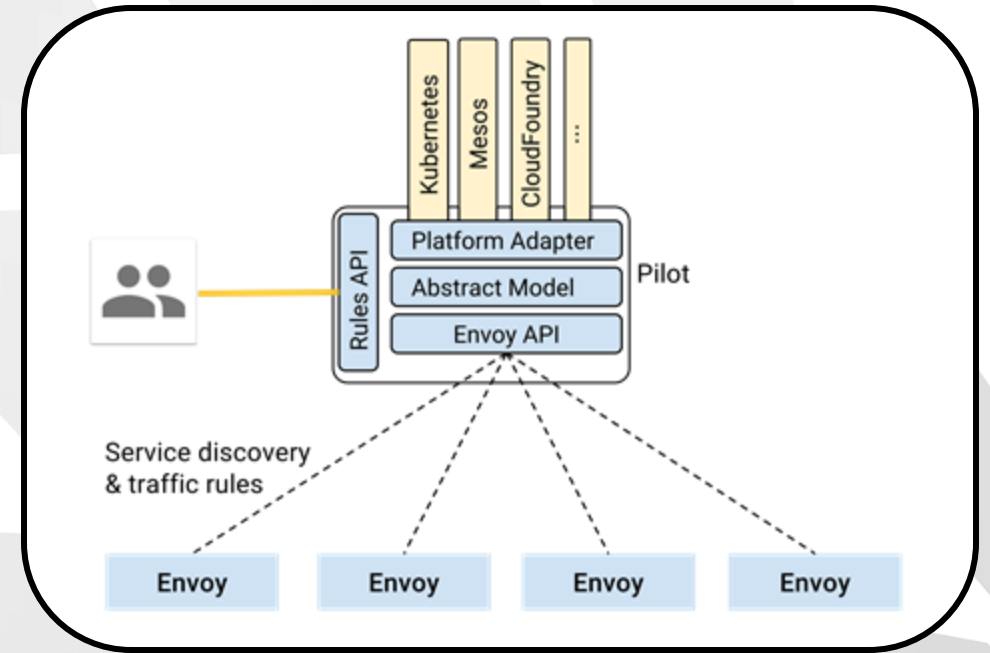 Kubernetes
Mesos
CloudFoundry
...
Rules API
Platform Adapter
Abstract Model
Envoy API
Pilot
Service discovery
& traffic rules
Envoy
Envoy
Envoy
Envoy